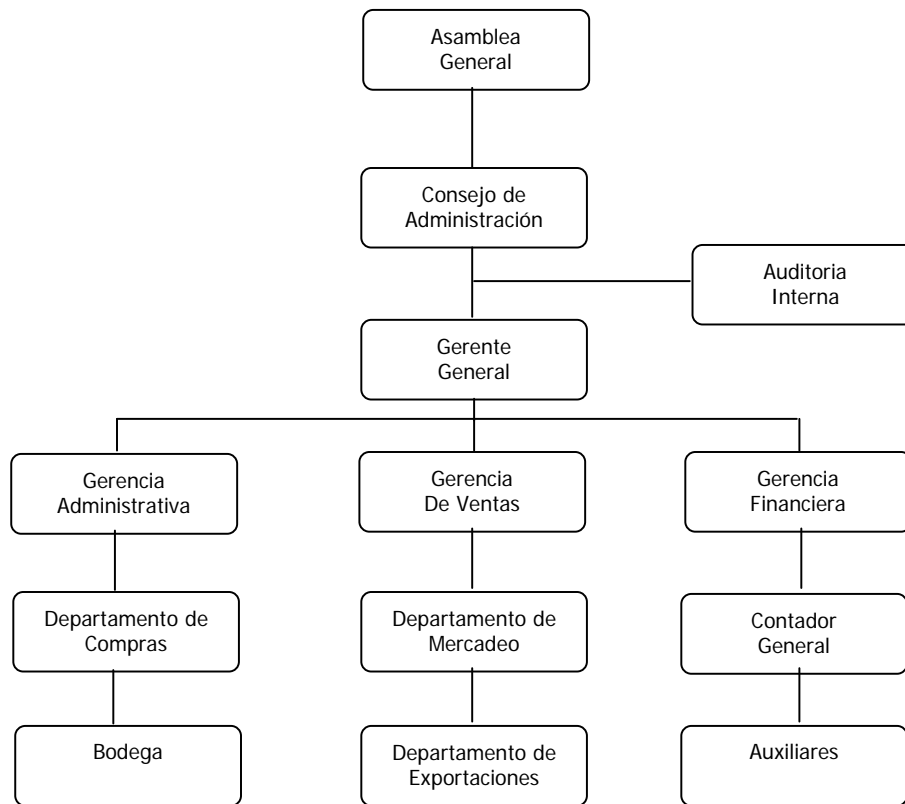 Asamblea
General
Consejo de
Administración
Auditoria
Interna
Gerente
General
Gerencia
Administrativa
Gerencia
De Ventas
Gerencia
Financiera
Departamento de
Compras
Departamento de
Mercadeo
Contador
General
Bodega
Departamento de
Exportaciones
Auxiliares